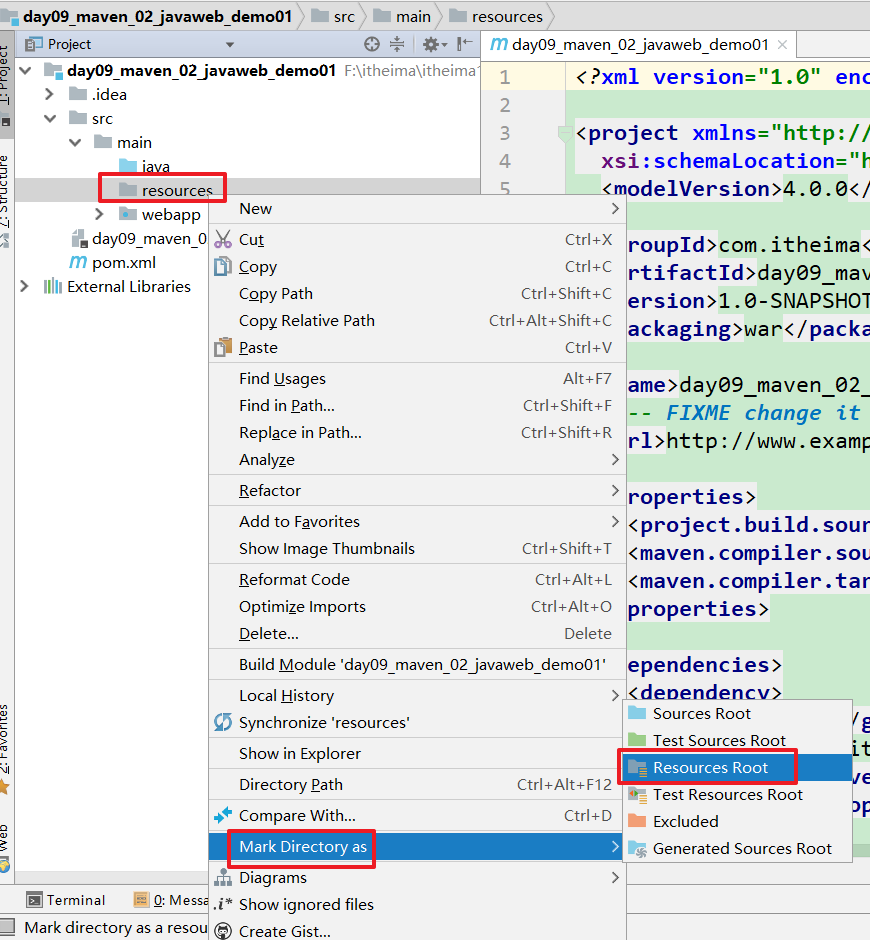 day09_maven_02_javaweb_demo01 src main resources
Project
day09_maven_02_javaweb_demo01
1: Project
7: Structure
2: Favorites
Web
day09_maven_02_javaweb_demo01 F:\itheima\itheima1
.idea
src
main
java
resources
webapp
day09_maven_0
pom.xml
External Libraries
1 <?xml version="1.0" enc
2
3 <project xmlns="http://
4 xsi:schemaLocation="h
5 <modelVersion>4.0.0</
roupId>com.itheima<
rtifactId>day09_mav
ersion>1.0-SNAPSHOT
ackaging>war</packa
ame>day09_maven_02_
-- FIXME change it
rl>http://www.examp
roperties>
<project.build.sour
<maven.compiler.sou
<maven.compiler.tar
properties>
ependencies>
<dependency>
New
Cut Ctrl+X
Copy Ctrl+C
Copy Path Ctrl+Shift+C
Copy Relative Path Ctrl+Alt+Shift+C
Paste Ctrl+V
Find Usages Alt+F7
Find in Path... Ctrl+Shift+F
Replace in Path... Ctrl+Shift+R
Analyze
Refactor
Add to Favorites
Show Image Thumbnails Ctrl+Shift+T
Reformat Code Ctrl+Alt+L
Optimize Imports Ctrl+Alt+O
Delete... Delete
Build Module 'day09_maven_02_javaweb_demo01'
Local History
Synchronize 'resources'
Show in Explorer
Directory Path Ctrl+Alt+F12
Compare With... Ctrl+D
Mark Directory as
Diagrams
.i* Show ignored files
Create Gist...
Sources Root
Test Sources Root
Resources Root
Test Resources Root
Excluded
Generated Sources Root
Terminal 0: Messa
Mark directory as a resou